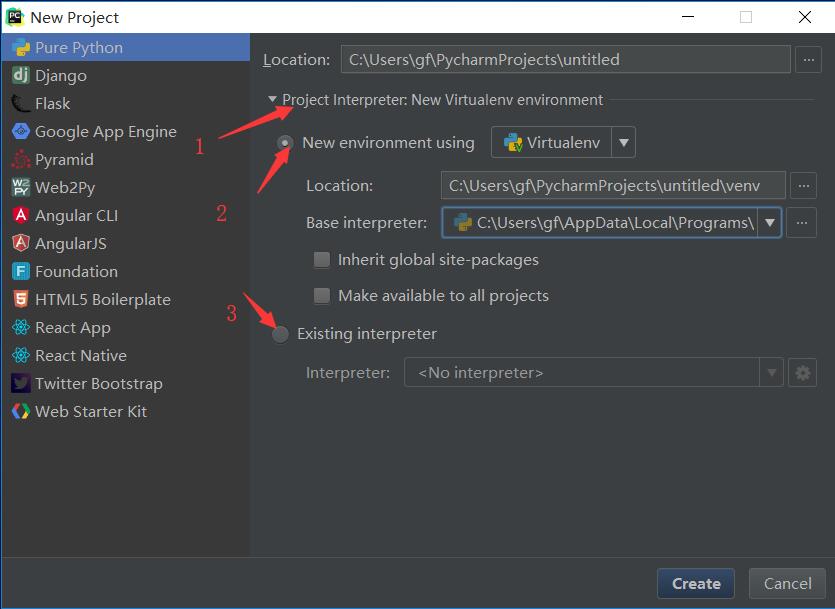 New Project
Pure Python
Django
Flask
Google App Engine
Pyramid
Web2Py
Angular CLI
AngularJS
Foundation
HTML5 Boilerplate
React App
React Native
Twitter Bootstrap
Web Starter Kit
Location: C:\Users\gf\PycharmProjects\untitled ...
Project Interpreter: New Virtualenv environment
1
New environment using Virtualenv
2
Location: C:\Users\gf\PycharmProjects\untitled\venv ...
Base interpreter: C:\Users\gf\AppData\Local\Programs\ ...
Inherit global site-packages
Make available to all projects
3
Existing interpreter
Interpreter: <No interpreter>
Create Cancel